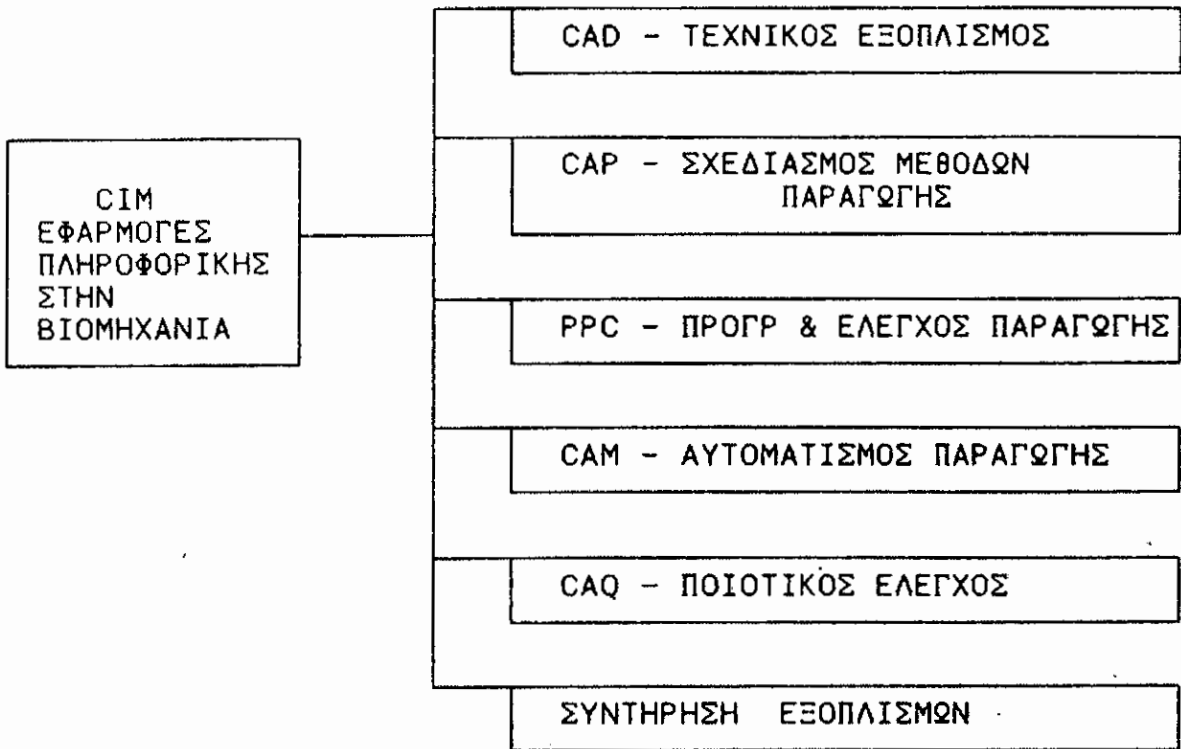 CAD - ΤΕΧΝΙΚΟΣ ΕΞΟΠΛΙΣΜΟΣ
CIM
ΕΦΑΡΜΟΓΕΣ
ΠΛΗΡΟΦΟΡΙΚΗΣ
ΣΤΗΝ
ΒΙΟΜΗΧΑΝΙΑ
CAP - ΣΧΕΔΙΑΣΜΟΣ ΜΕΘΟΔΩΝ
ΠΑΡΑΓΩΓΗΣ
PPC - ΠΡΟΓΡ & ΕΛΕΓΧΟΣ ΠΑΡΑΓΩΓΗΣ
CAM - ΑΥΤΟΜΑΤΙΣΜΟΣ ΠΑΡΑΓΩΓΗΣ
CAQ - ΠΟΙΟΤΙΚΟΣ ΕΛΕΓΧΟΣ
ΣΥΝΤΗΡΗΣΗ ΕΞΟΠΛΙΣΜΩΝ